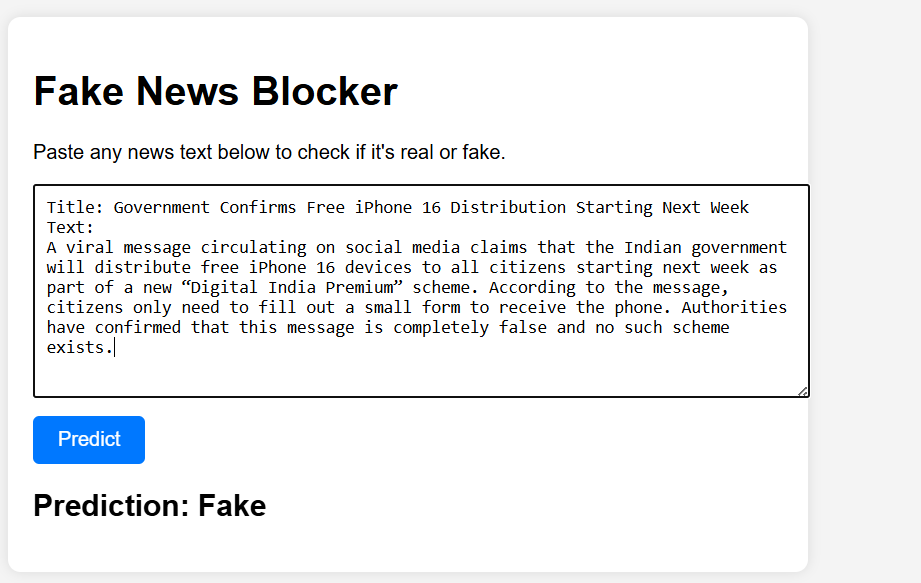 Fake News Blocker
Paste any news text below to check if it's real or fake.
Title: Government Confirms Free iPhone 16 Distribution Starting Next Week
Text:
A viral message circulating on social media claims that the Indian government
will distribute free iPhone 16 devices to all citizens starting next week as
part of a new “Digital India Premium” scheme. According to the message,
citizens only need to fill out a small form to receive the phone. Authorities
have confirmed that this message is completely false and no such scheme
exists.
Predict
Prediction: Fake